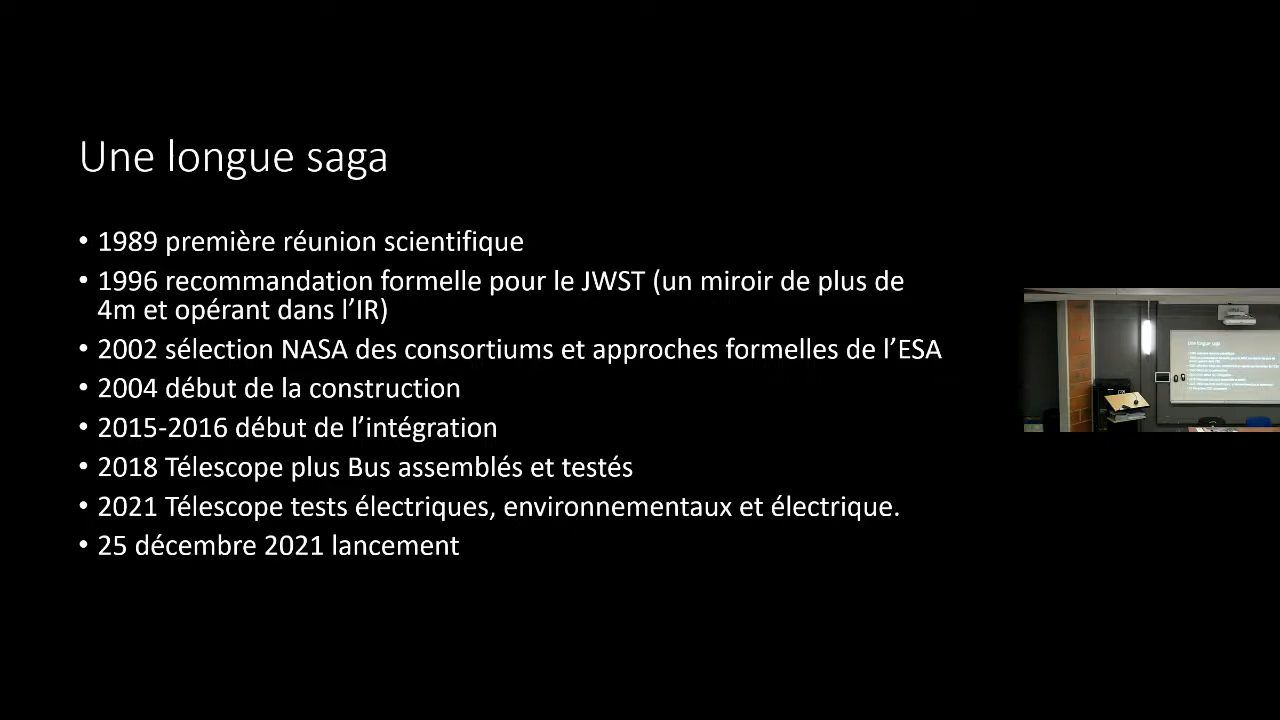 Une longue saga
• 1989 première réunion scientifique
• 1996 recommandation formelle pour le JWST (un miroir de plus de
4m et opérant dans l'IR)
• 2002 sélection NASA des consortiums et approches formelles de l'ESA
• 2004 début de la construction
• 2015-2016 début de l'intégration
• 2018 Télescope plus Bus assemblés et testés
• 2021 Télescope tests électriques, environnementaux et électrique.
• 25 décembre 2021 lancement
Une longue saga